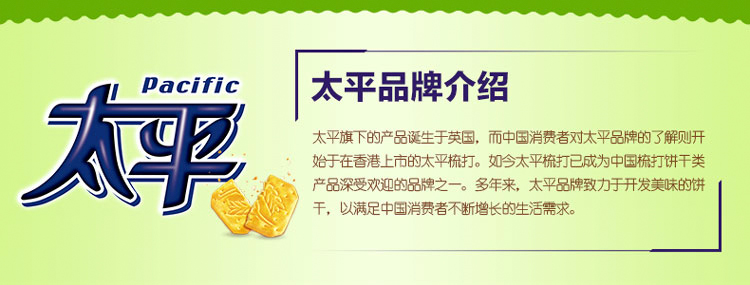 Pacific
太平
太平品牌介绍
太平旗下的产品诞生于英国，而中国消费者对太平品牌的了解则开
始于在香港上市的太平梳打。如今太平梳打已成为中国梳打饼干类
产品深受欢迎的品牌之一。多年来，太平品牌致力于开发美味的饼
干，以满足中国消费者不断增长的生活需求。